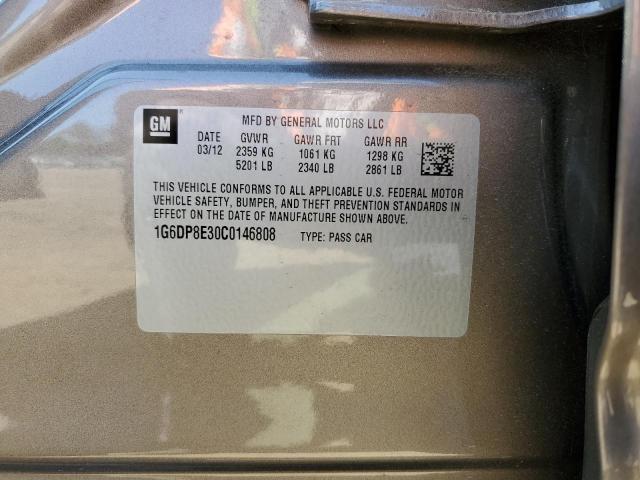 GM
MFD BY GENERAL MOTORS LLC
DATE GVWR GAWR FRT GAWR RR
03/12 2359 KG 1061 KG 1298 KG
5201 LB 2340 LB 2861 LB
THIS VEHICLE CONFORMS TO ALL APPLICABLE U.S. FEDERAL MOTOR
VEHICLE SAFETY, BUMPER, AND THEFT PREVENTION STANDARDS IN
EFFECT ON THE DATE OF MANUFACTURE SHOWN ABOVE.
1G6DP8E30C0146808 TYPE: PASS CAR